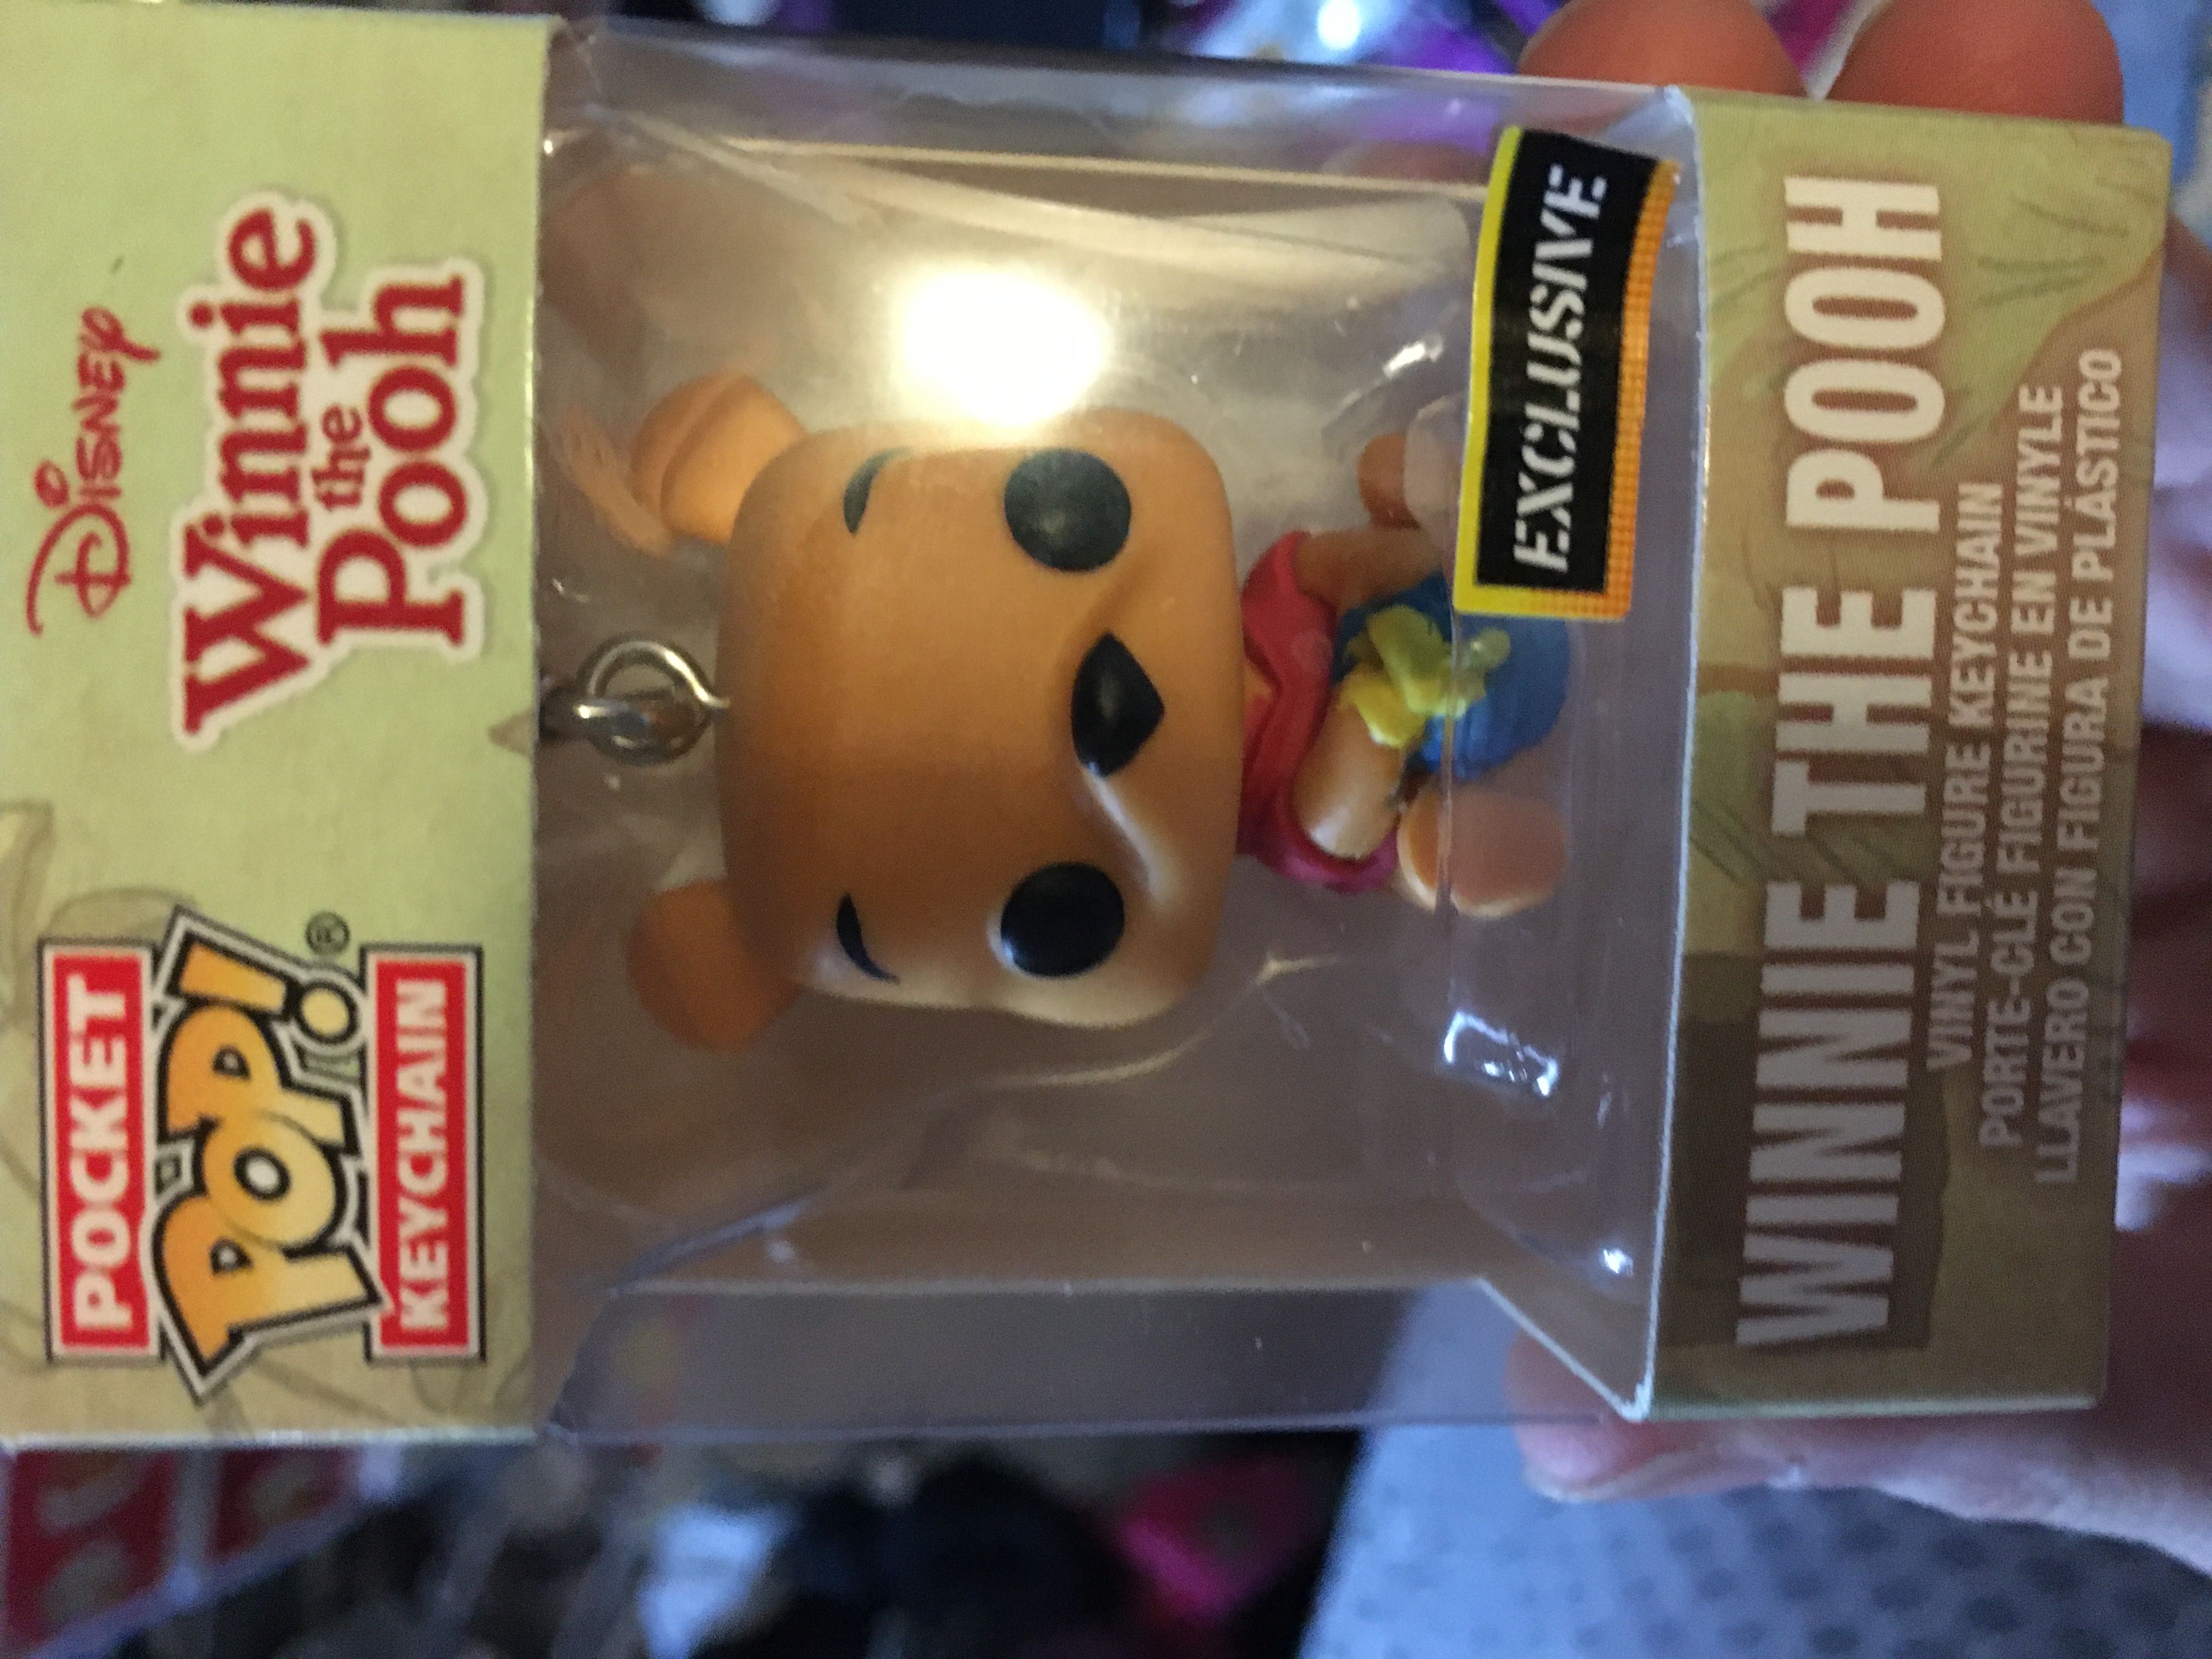 POCKET
POP!®
KEYCHAIN
DISNEY
Winnie
the
Pooh
EXCLUSIVE
WINNIE THE POOH
VINYL FIGURE KEYCHAIN
PORTE-CLÉ FIGURINE EN VINYLE
LLAVERO CON FIGURA DE PLÁSTICO